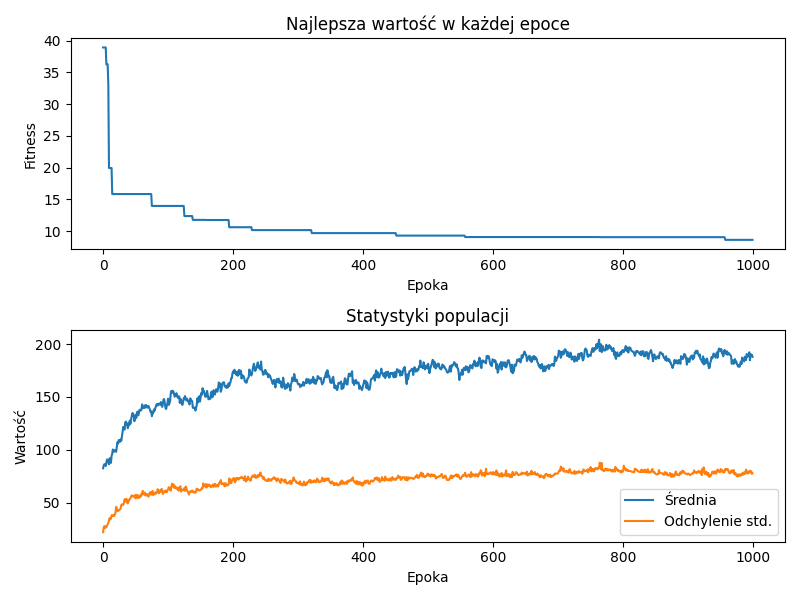 Najlepsza wartość w każdej epoce
40
35
30
25
20
15
10
Fitness
0 200 400 600 800 1000
Epoka
Statystyki populacji
200
150
100
50
Wartość
Średnia
Odchylenie std.
0 200 400 600 800 1000
Epoka